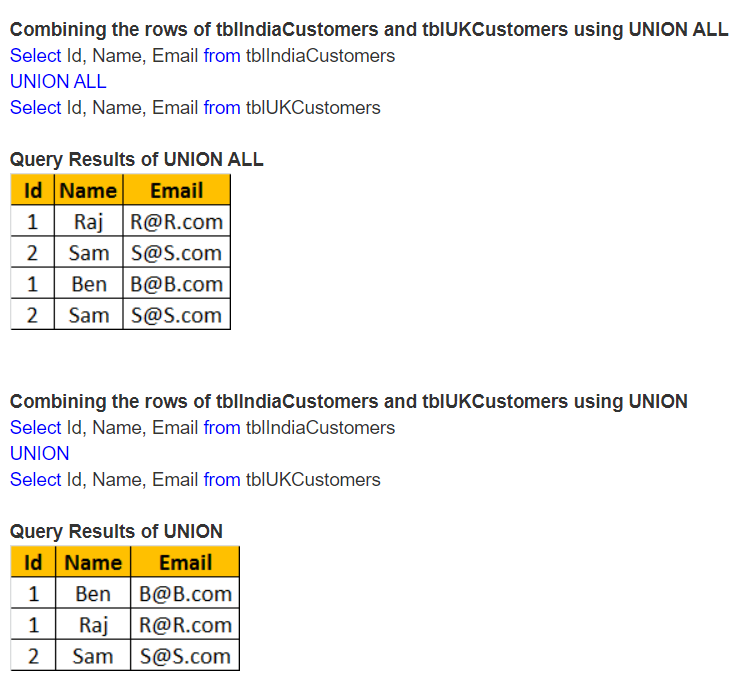 Combining the rows of tblIndiaCustomers and tblUKCustomers using UNION ALL
Select Id, Name, Email from tblIndiaCustomers
UNION ALL
Select Id, Name, Email from tblUKCustomers
Query Results of UNION ALL
Id Name Email
1 Raj R@R.com
2 Sam S@S.com
1 Ben B@B.com
2 Sam S@S.com
Combining the rows of tblIndiaCustomers and tblUKCustomers using UNION
Select Id, Name, Email from tblIndiaCustomers
UNION
Select Id, Name, Email from tblUKCustomers
Query Results of UNION
Id Name Email
1 Ben B@B.com
1 Raj R@R.com
2 Sam S@S.com